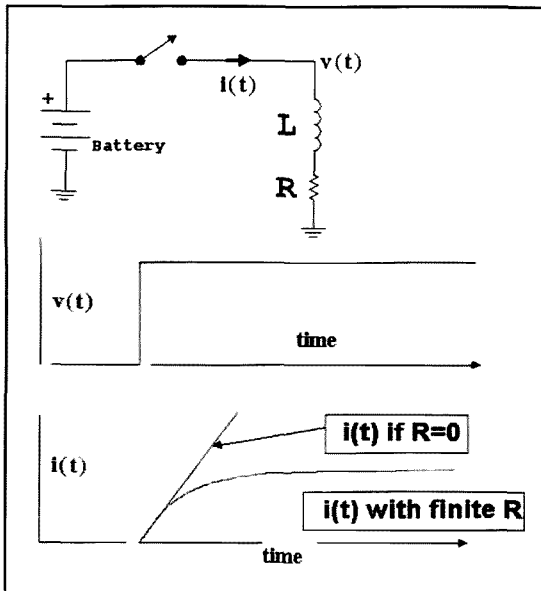 v(t)
i(t)
+
L
Battery
R
v(t)
time
i(t) if R=0
i(t)
i(t) with finite R
time